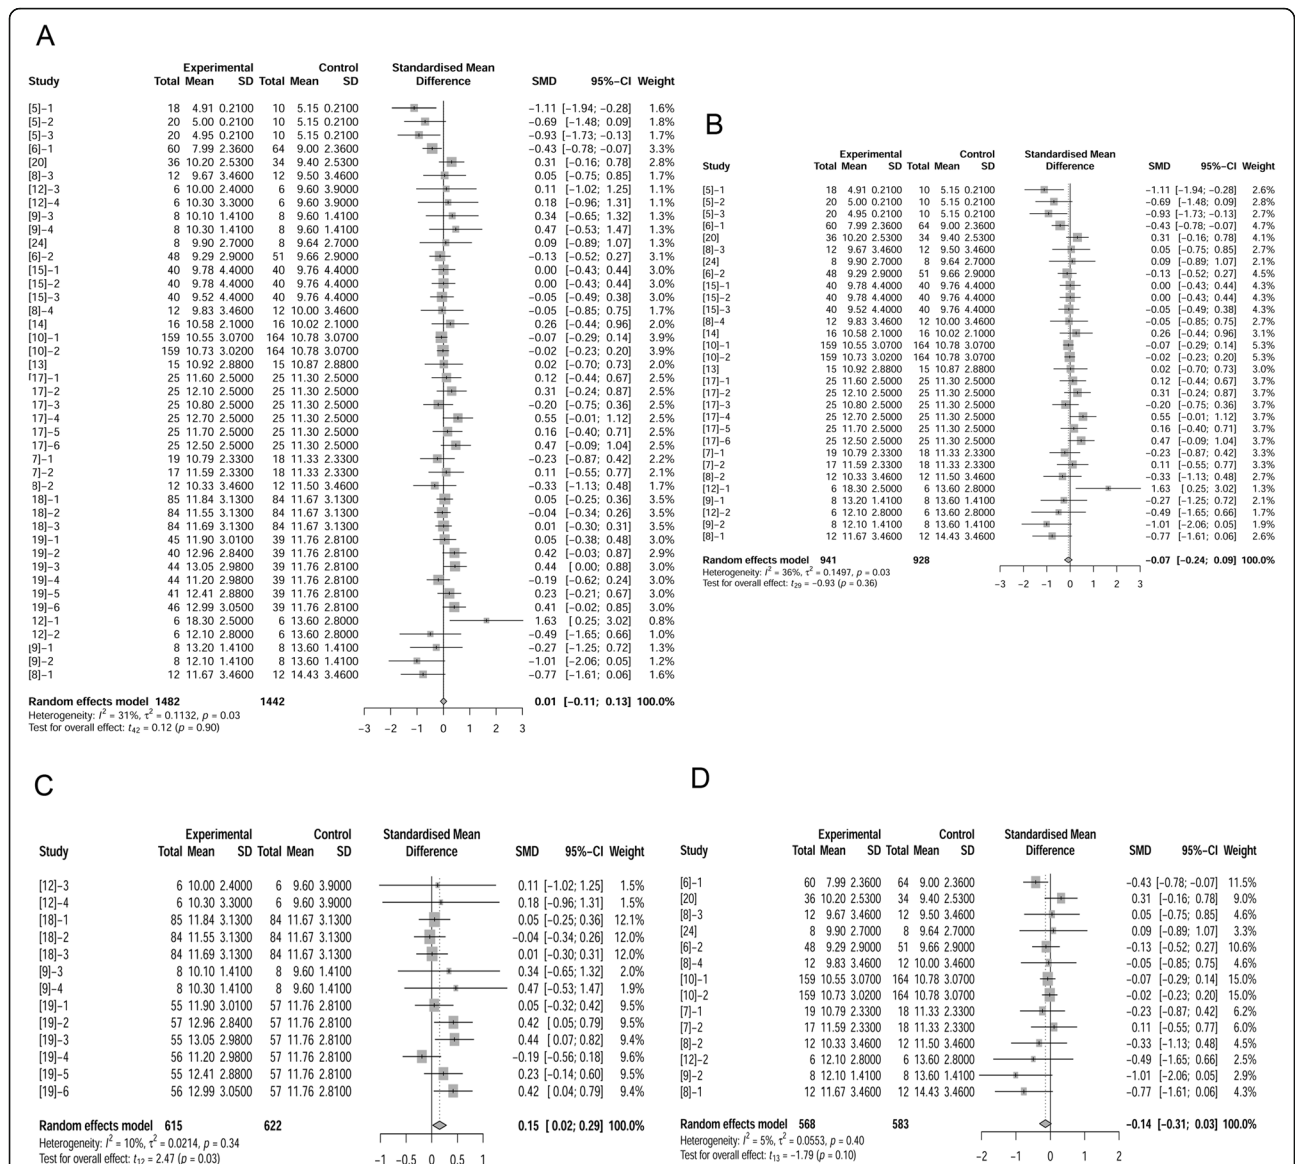 A
Experimental Control Standardised Mean
Study Total Mean SD Total Mean SD Difference SMD 95%−CI Weight
[5]−1 18 4.91 0.2100 10 5.15 0.2100 −1.11 [−1.94; −0.28] 1.6%
[5]−2 20 5.00 0.2100 10 5.15 0.2100 −0.69 [−1.48; 0.09] 1.8%
[5]−3 20 4.95 0.2100 10 5.15 0.2100 −0.93 [−1.73; −0.13] 1.7%
[6]−1 60 7.99 2.3600 64 9.00 2.3600 −0.43 [−0.78; −0.07] 3.3%
[20] 36 10.20 2.5300 34 9.40 2.5300 0.31 [−0.16; 0.78] 2.8%
[8]−3 12 9.67 3.4600 12 9.50 3.4600 0.05 [−0.75; 0.85] 1.7%
[12]−3 6 10.00 2.4000 6 9.60 3.9000 0.11 [−1.02; 1.25] 1.0%
[12]−4 6 10.30 3.3000 6 9.60 3.9000 0.18 [−0.96; 1.31] 1.0%
[9]−3 8 10.10 1.4100 8 9.60 1.4100 0.34 [−0.65; 1.32] 1.3%
[9]−4 8 10.30 1.4100 8 9.60 1.4100 0.47 [−0.53; 1.47] 1.3%
[24] 8 9.90 2.7000 8 9.64 2.7000 0.09 [−0.89; 1.07] 1.3%
[6]−2 48 9.29 2.9000 51 9.66 2.9000 −0.13 [−0.52; 0.27] 3.1%
[15]−1 40 9.78 4.4000 40 9.76 4.4000 0.00 [−0.43; 0.44] 3.0%
[15]−2 40 9.78 4.4000 40 9.76 4.4000 0.00 [−0.43; 0.44] 3.0%
[15]−3 40 9.52 4.4000 40 9.76 4.4000 −0.05 [−0.49; 0.38] 3.0%
[8]−4 12 9.83 3.4600 12 10.00 3.4600 −0.05 [−0.85; 0.75] 1.7%
[14] 16 10.58 2.1000 16 10.02 2.1000 0.26 [−0.44; 0.96] 2.0%
[10]−1 159 10.55 3.0700 164 10.78 3.0700 −0.07 [−0.29; 0.14] 3.9%
[10]−2 159 10.73 3.0200 164 10.78 3.0700 −0.02 [−0.23; 0.20] 3.9%
[13] 15 10.92 2.8800 15 10.87 2.8800 0.02 [−0.70; 0.73] 2.0%
[17]−1 25 11.60 2.5000 25 11.30 2.5000 0.12 [−0.44; 0.67] 2.5%
17]−2 25 12.10 2.5000 25 11.30 2.5000 0.31 [−0.24; 0.87] 2.5%
17]−3 25 10.80 2.5000 25 11.30 2.5000 −0.20 [−0.75; 0.36] 2.5%
17]−4 25 12.70 2.5000 25 11.30 2.5000 0.55 [−0.01; 1.12] 2.5%
17]−5 25 11.70 2.5000 25 11.30 2.5000 0.16 [−0.40; 0.71] 2.5%
17]−6 25 12.50 2.5000 25 11.30 2.5000 0.47 [−0.09; 1.04] 2.5%
7]−1 19 10.79 2.3300 18 11.33 2.3300 −0.23 [−0.87; 0.42] 2.2%
7]−2 17 11.59 2.3300 18 11.33 2.3300 0.11 [−0.55; 0.77] 2.1%
8]−2 12 10.33 3.4600 12 11.50 3.4600 −0.33 [−1.13; 0.48] 1.7%
18]−1 85 11.84 3.1300 84 11.67 3.1300 0.05 [−0.25; 0.36] 3.5%
18]−2 84 11.55 3.1300 84 11.67 3.1300 −0.04 [−0.34; 0.26] 3.5%
18]−3 84 11.69 3.1300 84 11.67 3.1300 0.01 [−0.30; 0.31] 3.5%
19]−1 45 11.90 3.0100 39 11.76 2.8100 0.05 [−0.38; 0.48] 3.0%
19]−2 40 12.96 2.8400 39 11.76 2.8100 0.42 [−0.03; 0.87] 2.9%
19]−3 44 13.05 2.9800 39 11.76 2.8100 0.44 [ 0.00; 0.88] 3.0%
19]−4 44 11.20 2.9800 39 11.76 2.8100 −0.19 [−0.62; 0.24] 3.0%
19]−5 41 12.41 2.8800 39 11.76 2.8100 0.23 [−0.21; 0.67] 3.0%
19]−6 46 12.99 3.0500 39 11.76 2.8100 0.41 [−0.02; 0.85] 3.0%
12]−1 6 18.30 2.5000 6 13.60 2.8000 1.63 [ 0.25; 3.02] 0.8%
12]−2 6 12.10 2.8000 6 13.60 2.8000 −0.49 [−1.65; 0.66] 1.0%
[9]−1 8 13.20 1.4100 8 13.60 1.4100 −0.27 [−1.25; 0.72] 1.3%
[9]−2 8 12.10 1.4100 8 13.60 1.4100 −1.01 [−2.06; 0.05] 1.2%
[8]−1 12 11.67 3.4600 12 14.43 3.4600 −0.77 [−1.61; 0.06] 1.6%
Random effects model 1482 1442 0.01 [−0.11; 0.13] 100.0%
Heterogeneity: I² = 31%, τ² = 0.1132, p = 0.03
Test for overall effect: t₄₂ = 0.12 (p = 0.90)
−3 −2 −1 0 1 2 3
B
Experimental Control Standardised Mean
Study Total Mean SD Total Mean SD Difference SMD 95%−CI Weight
[5]−1 18 4.91 0.2100 10 5.15 0.2100 −1.11 [−1.94; −0.28] 2.6%
[5]−2 20 5.00 0.2100 10 5.15 0.2100 −0.69 [−1.48; 0.09] 2.8%
[5]−3 20 4.95 0.2100 10 5.15 0.2100 −0.93 [−1.73; −0.13] 2.7%
[6]−1 60 7.99 2.3600 64 9.00 2.3600 −0.43 [−0.78; −0.07] 4.7%
[20] 36 10.20 2.5300 34 9.40 2.5300 0.31 [−0.16; 0.78] 4.1%
[8]−3 12 9.67 3.4600 12 9.50 3.4600 0.05 [−0.75; 0.85] 2.7%
[24] 8 9.90 2.7000 8 9.64 2.7000 0.09 [−0.89; 1.07] 2.1%
[6]−2 48 9.29 2.9000 51 9.66 2.9000 −0.13 [−0.52; 0.27] 4.5%
[15]−1 40 9.78 4.4000 40 9.76 4.4000 0.00 [−0.43; 0.44] 4.3%
[15]−2 40 9.78 4.4000 40 9.76 4.4000 0.00 [−0.43; 0.44] 4.3%
[15]−3 40 9.52 4.4000 40 9.76 4.4000 −0.05 [−0.49; 0.38] 4.3%
[8]−4 12 9.83 3.4600 12 10.00 3.4600 −0.05 [−0.85; 0.75] 2.7%
[14] 16 10.58 2.1000 16 10.02 2.1000 0.26 [−0.44; 0.96] 3.1%
[10]−1 159 10.55 3.0700 164 10.78 3.0700 −0.07 [−0.29; 0.14] 5.3%
[10]−2 159 10.73 3.0200 164 10.78 3.0700 −0.02 [−0.23; 0.20] 5.3%
[13] 15 10.92 2.8800 15 10.87 2.8800 0.02 [−0.70; 0.73] 3.0%
[17]−1 25 11.60 2.5000 25 11.30 2.5000 0.12 [−0.44; 0.67] 3.7%
[17]−2 25 12.10 2.5000 25 11.30 2.5000 0.31 [−0.24; 0.87] 3.7%
[17]−3 25 10.80 2.5000 25 11.30 2.5000 −0.20 [−0.75; 0.36] 3.7%
[17]−4 25 12.70 2.5000 25 11.30 2.5000 0.55 [−0.01; 1.12] 3.7%
[17]−5 25 11.70 2.5000 25 11.30 2.5000 0.16 [−0.40; 0.71] 3.7%
[17]−6 25 12.50 2.5000 25 11.30 2.5000 0.47 [−0.09; 1.04] 3.7%
[7]−1 19 10.79 2.3300 18 11.33 2.3300 −0.23 [−0.87; 0.42] 3.3%
[7]−2 17 11.59 2.3300 18 11.33 2.3300 0.11 [−0.55; 0.77] 3.3%
[8]−2 12 10.33 3.4600 12 11.50 3.4600 −0.33 [−1.13; 0.48] 2.7%
[12]−1 6 18.30 2.5000 6 13.60 2.8000 1.63 [ 0.25; 3.02] 1.3%
[9]−1 8 13.20 1.4100 8 13.60 1.4100 −0.27 [−1.25; 0.72] 2.1%
[12]−2 6 12.10 2.8000 6 13.60 2.8000 −0.49 [−1.65; 0.66] 1.7%
[9]−2 8 12.10 1.4100 8 13.60 1.4100 −1.01 [−2.06; 0.05] 1.9%
[8]−1 12 11.67 3.4600 12 14.43 3.4600 −0.77 [−1.61; 0.06] 2.6%
Random effects model 941 928 −0.07 [−0.24; 0.09] 100.0%
Heterogeneity: I² = 36%, τ² = 0.1497, p = 0.03
Test for overall effect: t₂₉ = −0.93 (p = 0.36)
−3 −2 −1 0 1 2 3
C
Experimental Control Standardised Mean
Study Total Mean SD Total Mean SD Difference SMD 95%−CI Weight
[12]−3 6 10.00 2.4000 6 9.60 3.9000 0.11 [−1.02; 1.25] 1.5%
[12]−4 6 10.30 3.3000 6 9.60 3.9000 0.18 [−0.96; 1.31] 1.5%
[18]−1 85 11.84 3.1300 84 11.67 3.1300 0.05 [−0.25; 0.36] 12.1%
[18]−2 84 11.55 3.1300 84 11.67 3.1300 −0.04 [−0.34; 0.26] 12.0%
[18]−3 84 11.69 3.1300 84 11.67 3.1300 0.01 [−0.30; 0.31] 12.0%
[9]−3 8 10.10 1.4100 8 9.60 1.4100 0.34 [−0.65; 1.32] 2.0%
[9]−4 8 10.30 1.4100 8 9.60 1.4100 0.47 [−0.53; 1.47] 1.9%
[19]−1 55 11.90 3.0100 57 11.76 2.8100 0.05 [−0.32; 0.42] 9.5%
[19]−2 57 12.96 2.8400 57 11.76 2.8100 0.42 [ 0.05; 0.79] 9.5%
[19]−3 55 13.05 2.9800 57 11.76 2.8100 0.44 [ 0.07; 0.82] 9.4%
[19]−4 56 11.20 2.9800 57 11.76 2.8100 −0.19 [−0.56; 0.18] 9.6%
[19]−5 55 12.41 2.8800 57 11.76 2.8100 0.23 [−0.14; 0.60] 9.5%
[19]−6 56 12.99 3.0500 57 11.76 2.8100 0.42 [ 0.04; 0.79] 9.4%
Random effects model 615 622 0.15 [ 0.02; 0.29] 100.0%
Heterogeneity: I² = 10%, τ² = 0.0214, p = 0.34
Test for overall effect: t₁₂ = 2.47 (p = 0.03)
−1 −0.5 0 0.5 1
D
Experimental Control Standardised Mean
Study Total Mean SD Total Mean SD Difference SMD 95%−CI Weight
[6]−1 60 7.99 2.3600 64 9.00 2.3600 −0.43 [−0.78; −0.07] 11.5%
[20] 36 10.20 2.5300 34 9.40 2.5300 0.31 [−0.16; 0.78] 9.0%
[8]−3 12 9.67 3.4600 12 9.50 3.4600 0.05 [−0.75; 0.85] 4.6%
[24] 8 9.90 2.7000 8 9.64 2.7000 0.09 [−0.89; 1.07] 3.3%
[6]−2 48 9.29 2.9000 51 9.66 2.9000 −0.13 [−0.52; 0.27] 10.6%
[8]−4 12 9.83 3.4600 12 10.00 3.4600 −0.05 [−0.85; 0.75] 4.6%
[10]−1 159 10.55 3.0700 164 10.78 3.0700 −0.07 [−0.29; 0.14] 15.0%
[10]−2 159 10.73 3.0200 164 10.78 3.0700 −0.02 [−0.23; 0.20] 15.0%
[7]−1 19 10.79 2.3300 18 11.33 2.3300 −0.23 [−0.87; 0.42] 6.2%
[7]−2 17 11.59 2.3300 18 11.33 2.3300 0.11 [−0.55; 0.77] 6.0%
[8]−2 12 10.33 3.4600 12 11.50 3.4600 −0.33 [−1.13; 0.48] 4.5%
[12]−2 6 12.10 2.8000 6 13.60 2.8000 −0.49 [−1.65; 0.66] 2.5%
[9]−2 8 12.10 1.4100 8 13.60 1.4100 −1.01 [−2.06; 0.05] 2.9%
[8]−1 12 11.67 3.4600 12 14.43 3.4600 −0.77 [−1.61; 0.06] 4.3%
Random effects model 568 583 −0.14 [−0.31; 0.03] 100.0%
Heterogeneity: I² = 5%, τ² = 0.0553, p = 0.40
Test for overall effect: t₁₃ = −1.79 (p = 0.10)
−2 −1 0 1 2